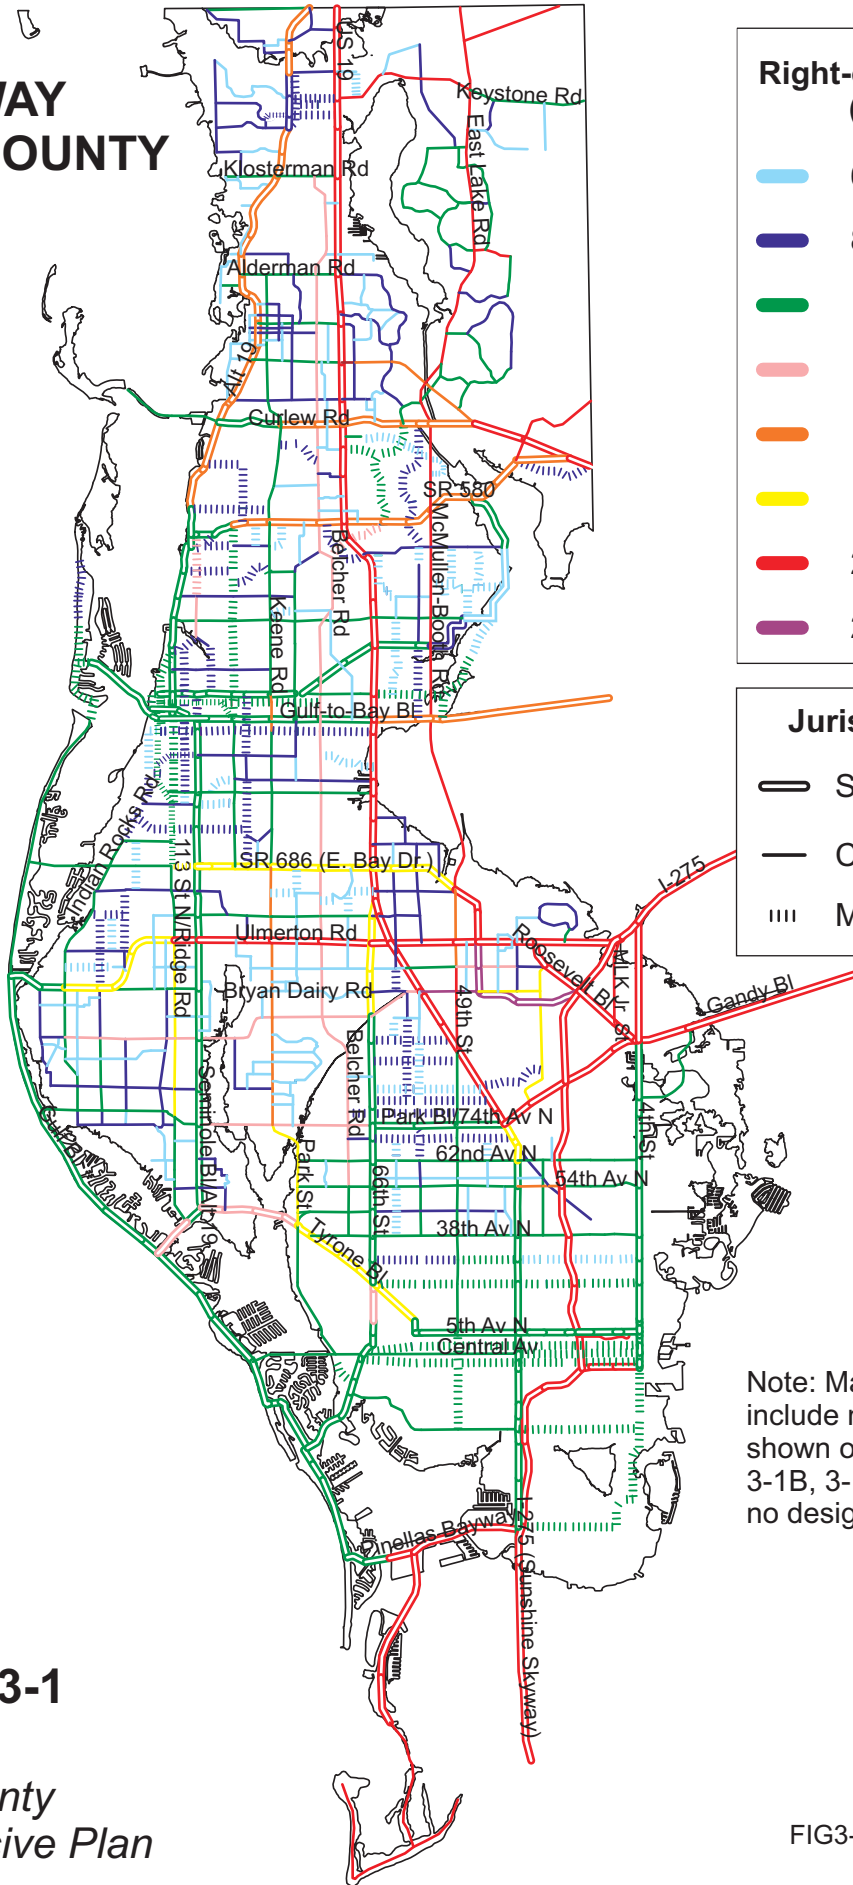 WAY
COUNTY
Right-
US 19
Keystone Rd
East Lake Rd
Klosterman Rd
Alderman Rd
Alt 19
Curlew Rd
SR 580
McMullen-Booth Rd
Belcher Rd
Keene Rd
Gulf-to-Bay Bl
Juris
S
C
M
Indian Rocks Rd
SR 686 (E. Bay Dr.)
I-275
113 St N/Ridge Rd
Ulmerton Rd
Roosevelt Bl
MLK Jr. St
Bryan Dairy Rd
49th St
Gandy Bl
Belcher Rd
Seminole Bl/Alt 19
Gulf Bl
Park Bl/74th Av N
4th St
62nd Av N
Park St
66th St
54th Av N
38th Av N
Tyrone Bl
5th Av N
Central Av
Note: Ma
include r
shown o
3-1B, 3-
no desig
Pinellas Bayway
I-275 (Sunshine Skyway)
3-1
nty
sive Plan
FIG3-